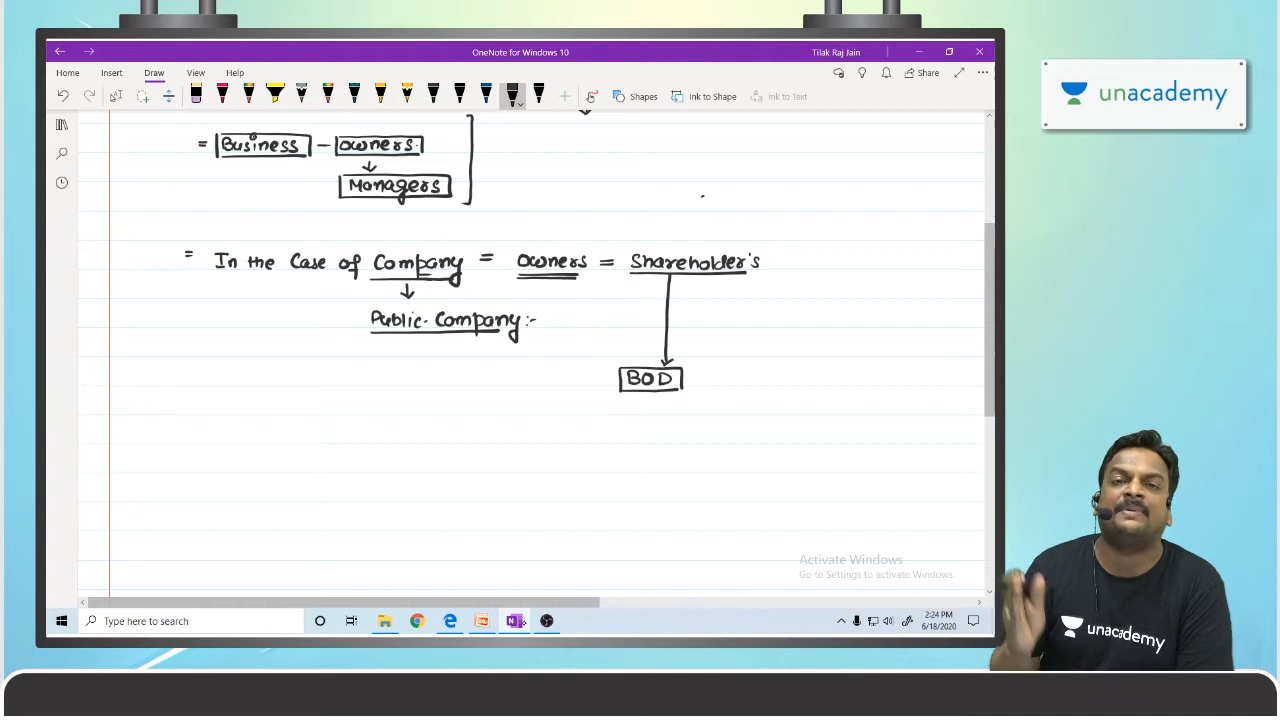 OneNote for Windows 10
Tilak Raj Jain
Home Insert Draw View Help
Share
Shapes Ink to Shape Ink to Text
= Business – owners.
Managers
= In the Case of Company = Owners = Shareholder's
Public Company :-
BOD
Activate Windows
Go to Settings to activate Windows.
Type here to search
2:24 PM
6/18/2020
unacademy
unacademy